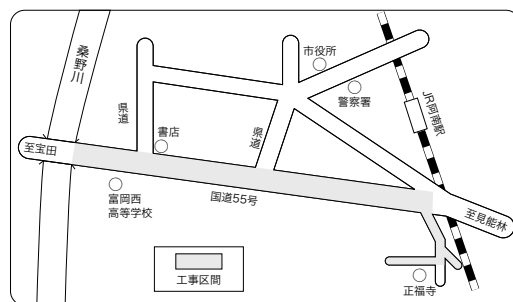 桑野川
市役所
警察署
JR阿南駅
県道
書店
県道
至宝田
富岡西
高等学校
国道55号
至見能林
工事区間
正福寺